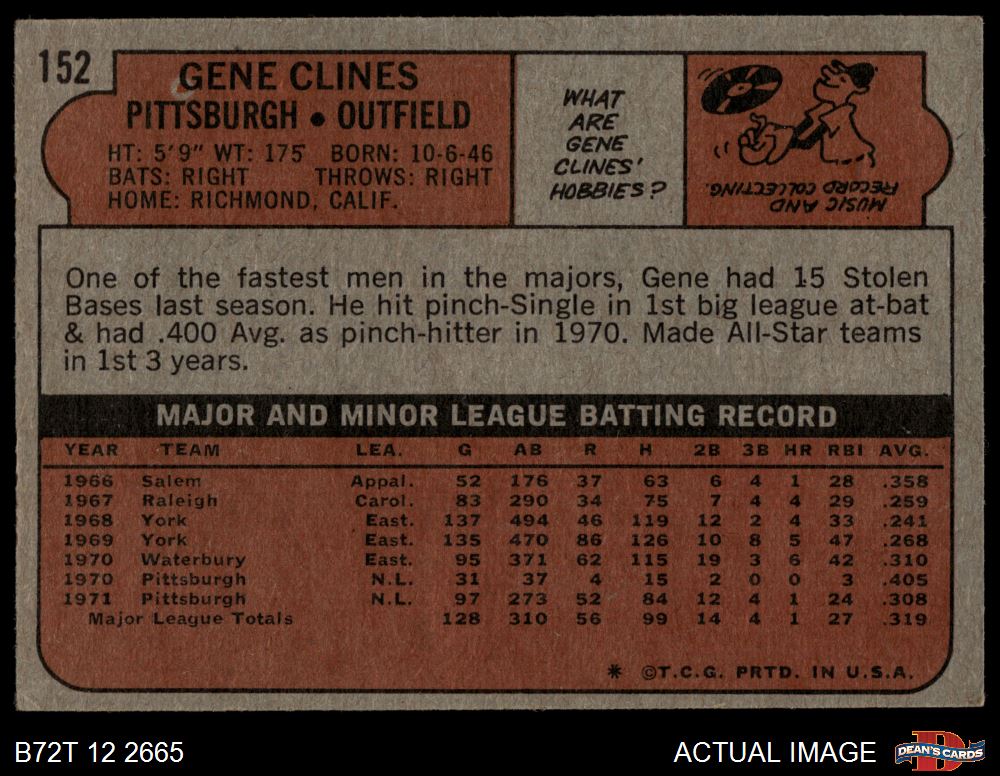 152
GENE CLINES
PITTSBURGH • OUTFIELD
HT: 5'9" WT: 175 BORN: 10-6-46
BATS: RIGHT THROWS: RIGHT
HOME: RICHMOND, CALIF.
WHAT
ARE
GENE
CLINES'
HOBBIES?
MUSIC AND
RECORD COLLECTING.
One of the fastest men in the majors, Gene had 15 Stolen
Bases last season. He hit pinch-Single in 1st big league at-bat
& had .400 Avg. as pinch-hitter in 1970. Made All-Star teams
in 1st 3 years.
MAJOR AND MINOR LEAGUE BATTING RECORD
YEAR TEAM LEA. G AB R H 2B 3B HR RBI AVG.
1966 Salem Appal. 52 176 37 63 6 4 1 28 .358
1967 Raleigh Carol. 83 290 34 75 7 4 4 29 .259
1968 York East. 137 494 46 119 12 2 4 33 .241
1969 York East. 135 470 86 126 10 8 5 47 .268
1970 Waterbury East. 95 371 62 115 19 3 6 42 .310
1970 Pittsburgh N.L. 31 37 4 15 2 0 0 3 .405
1971 Pittsburgh N.L. 97 273 52 84 12 4 1 24 .308
Major League Totals 128 310 56 99 14 4 1 27 .319
* ©T.C.G. PRTD. IN U.S.A.
B72T 12 2665
ACTUAL IMAGE
DEAN'S CARDS